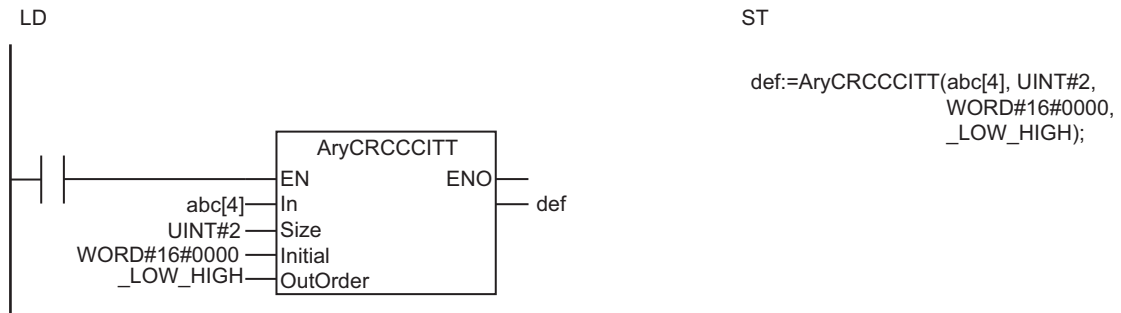 LD
ST
def:=AryCRCCCITT(abc[4], UINT#2,
WORD#16#0000,
_LOW_HIGH);
AryCRCCCITT
EN ENO
abc[4] In def
UINT#2 Size
WORD#16#0000 Initial
_LOW_HIGH OutOrder